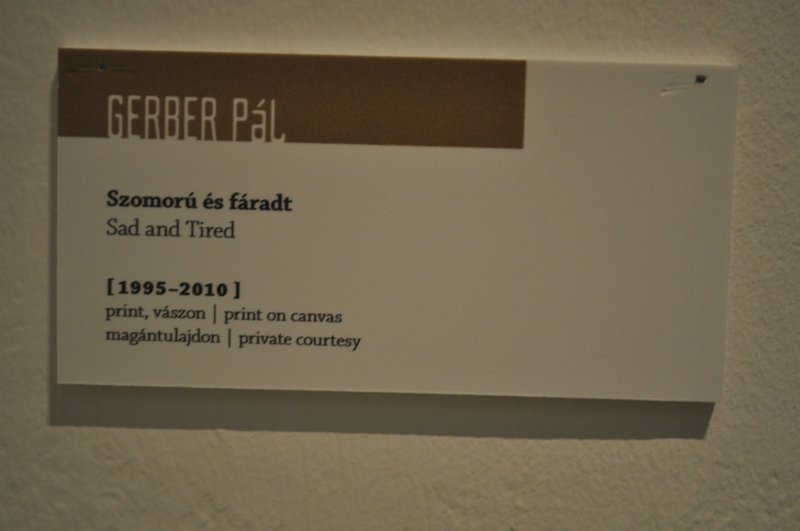 GERBER Pál
Szomorú és fáradt
Sad and Tired
[1995–2010]
print, vászon | print on canvas
magántulajdon | private courtesy